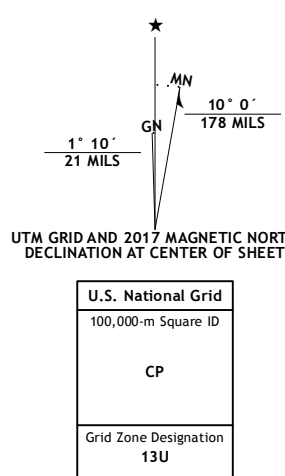 ★
MN
GN
10° 0´
178 MILS
1° 10´
21 MILS
UTM GRID AND 2017 MAGNETIC NORT
DECLINATION AT CENTER OF SHEET
U.S. National Grid
100,000-m Square ID
CP
Grid Zone Designation
13U